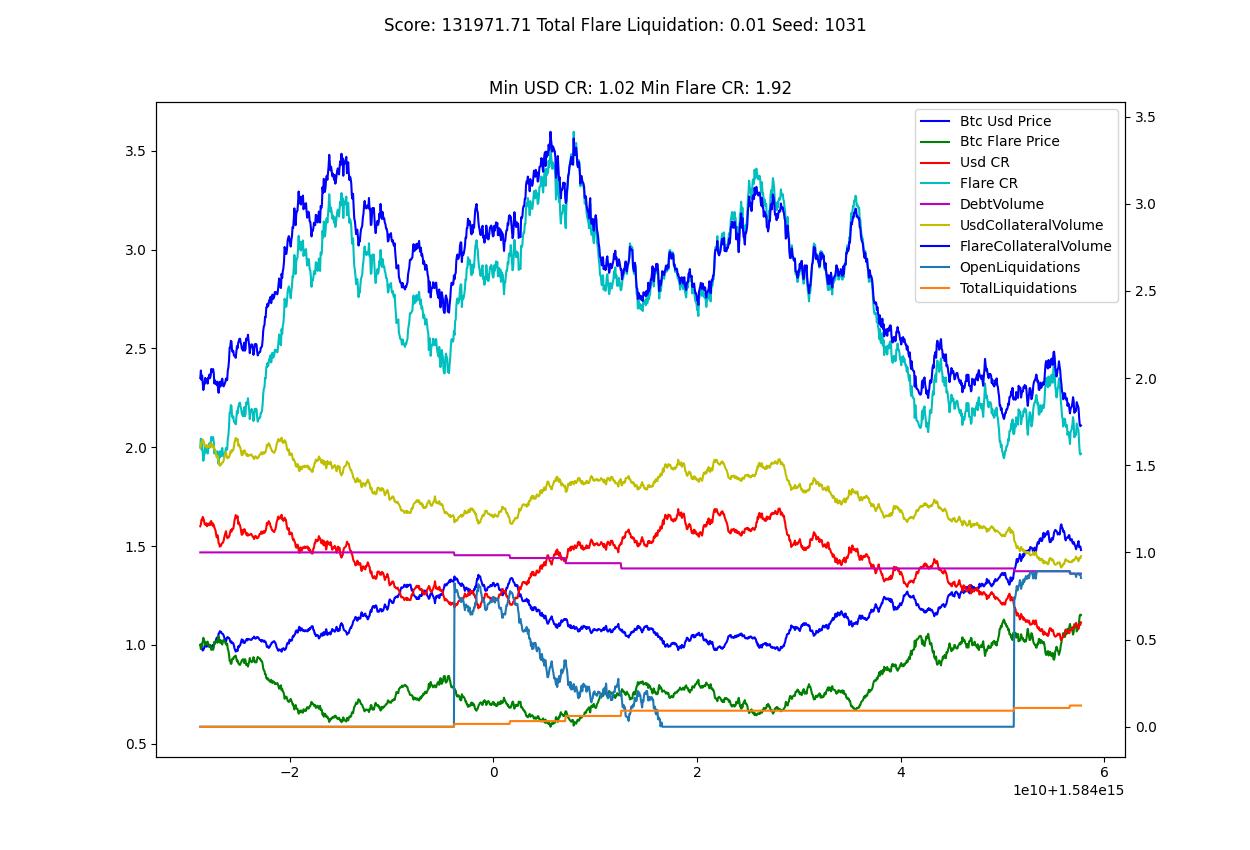 Score: 131971.71 Total Flare Liquidation: 0.01 Seed: 1031
Min USD CR: 1.02 Min Flare CR: 1.92
Btc Usd Price
Btc Flare Price
Usd CR
Flare CR
DebtVolume
UsdCollateralVolume
FlareCollateralVolume
OpenLiquidations
TotalLiquidations
3.5
3.0
2.5
2.0
1.5
1.0
0.5
3.5
3.0
2.5
2.0
1.5
1.0
0.5
0.0
−2
0
2
4
6
1e10+1.584e15